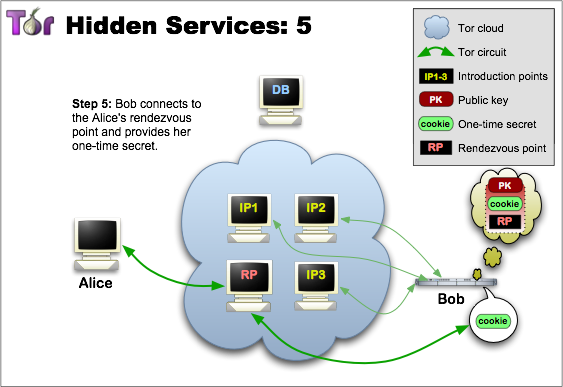 Tor Hidden Services: 5
Tor cloud
Tor circuit
IP1-3 Introduction points
PK Public key
cookie One-time secret
RP Rendezvous point
Step 5: Bob connects to
the Alice's rendezvous
point and provides her
one-time secret.
DB
PK
cookie
RP
IP1
IP2
RP
IP3
Alice
Bob
cookie